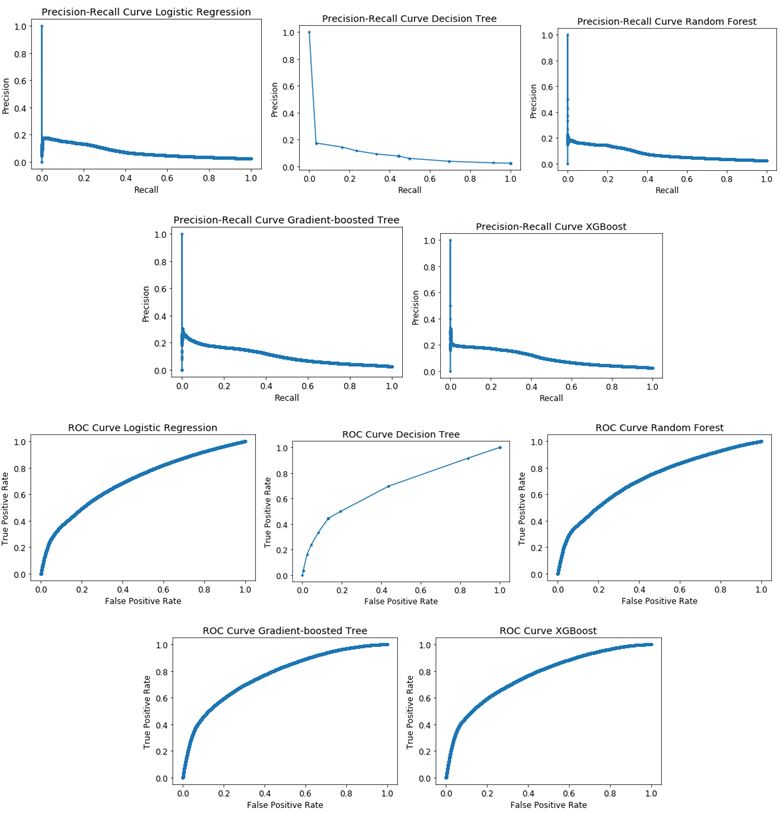 Precision-Recall Curve Logistic Regression
1.0
0.8
0.6
0.4
0.2
0.0
Precision
0.0 0.2 0.4 0.6 0.8 1.0
Recall
Precision-Recall Curve Decision Tree
1.0
0.8
0.6
0.4
0.2
0.0
Precision
0.0 0.2 0.4 0.6 0.8 1.0
Recall
Precision-Recall Curve Random Forest
1.0
0.8
0.6
0.4
0.2
0.0
Precision
0.0 0.2 0.4 0.6 0.8 1.0
Recall
Precision-Recall Curve Gradient-boosted Tree
1.0
0.8
0.6
0.4
0.2
0.0
Precision
0.0 0.2 0.4 0.6 0.8 1.0
Recall
Precision-Recall Curve XGBoost
1.0
0.8
0.6
0.4
0.2
0.0
Precision
0.0 0.2 0.4 0.6 0.8 1.0
Recall
ROC Curve Logistic Regression
1.0
0.8
0.6
0.4
0.2
0.0
True Positive Rate
0.0 0.2 0.4 0.6 0.8 1.0
False Positive Rate
ROC Curve Decision Tree
1.0
0.8
0.6
0.4
0.2
0.0
True Positive Rate
0.0 0.2 0.4 0.6 0.8 1.0
False Positive Rate
ROC Curve Random Forest
1.0
0.8
0.6
0.4
0.2
0.0
True Positive Rate
0.0 0.2 0.4 0.6 0.8 1.0
False Positive Rate
ROC Curve Gradient-boosted Tree
1.0
0.8
0.6
0.4
0.2
0.0
True Positive Rate
0.0 0.2 0.4 0.6 0.8 1.0
False Positive Rate
ROC Curve XGBoost
1.0
0.8
0.6
0.4
0.2
0.0
True Positive Rate
0.0 0.2 0.4 0.6 0.8 1.0
False Positive Rate